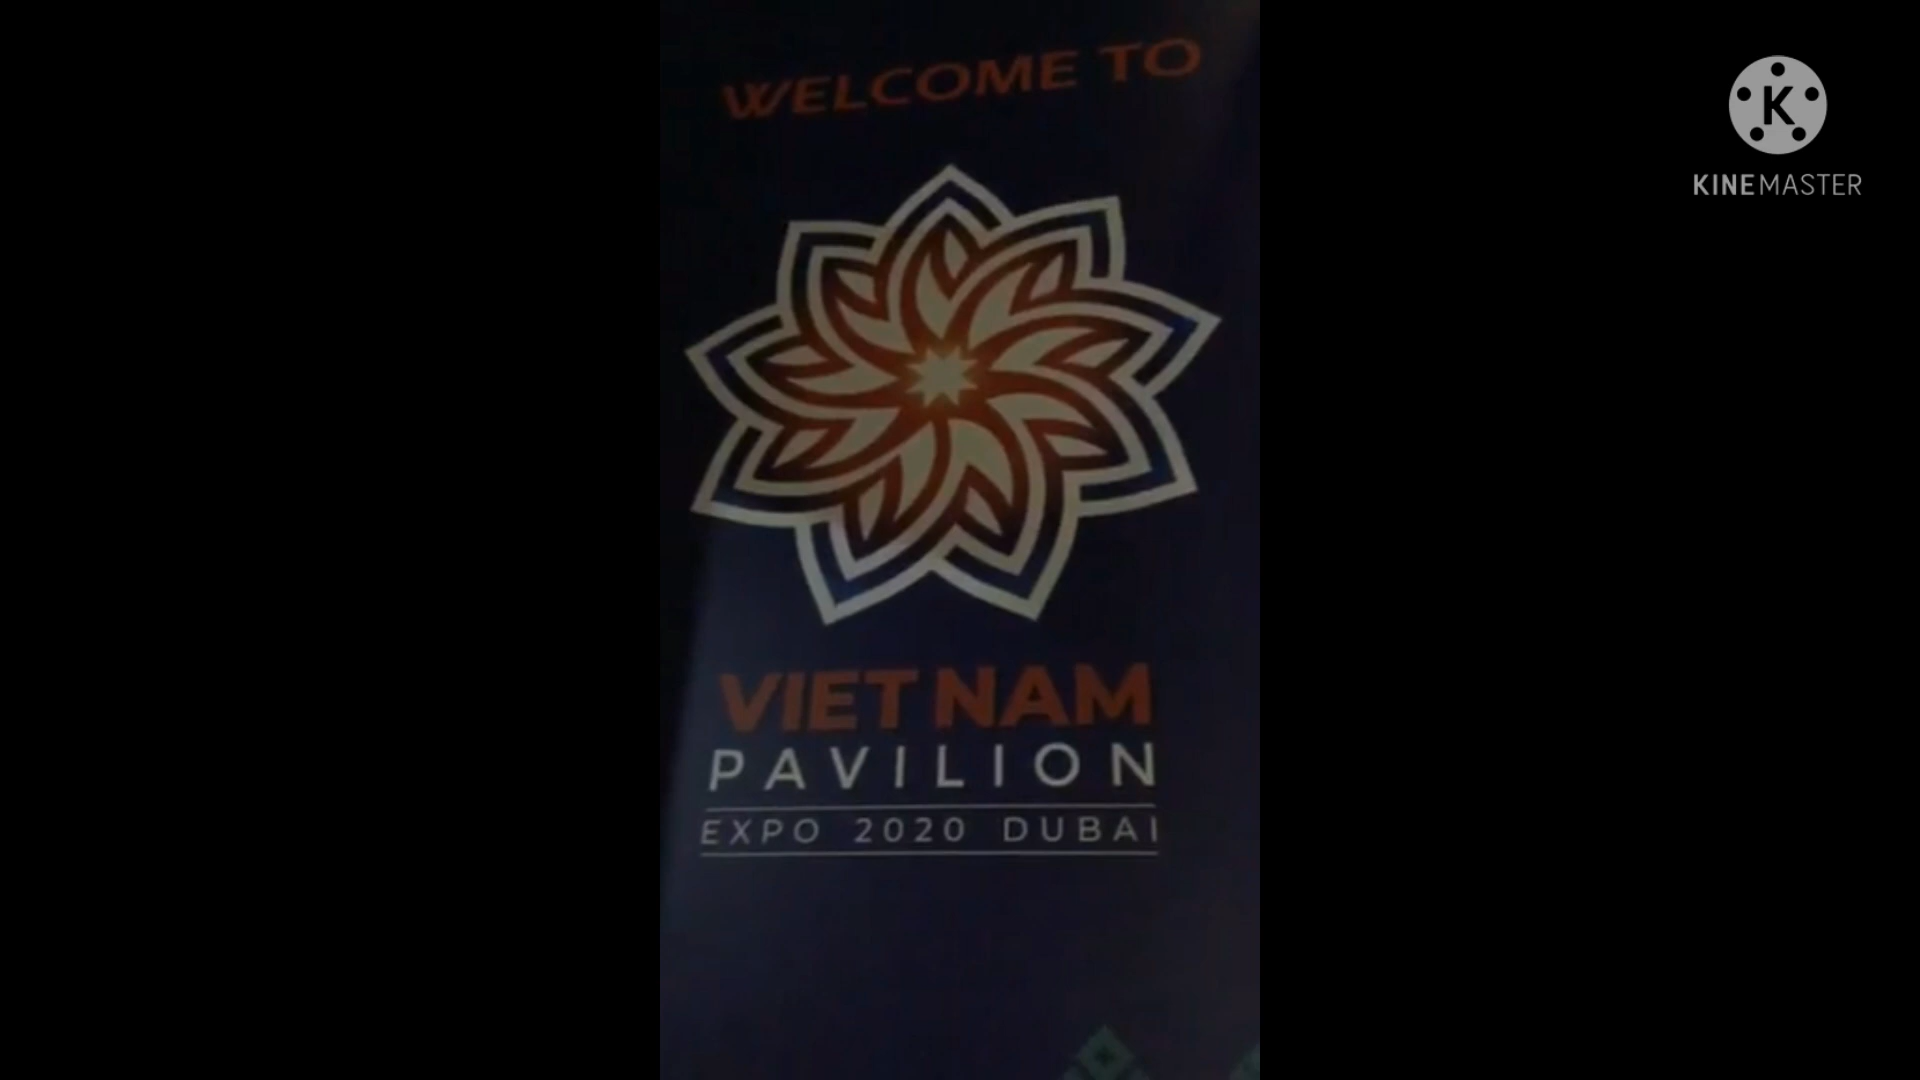 WELCOME TO
VIET NAM
PAVILION
EXPO 2020 DUBAI
K
KINEMASTER